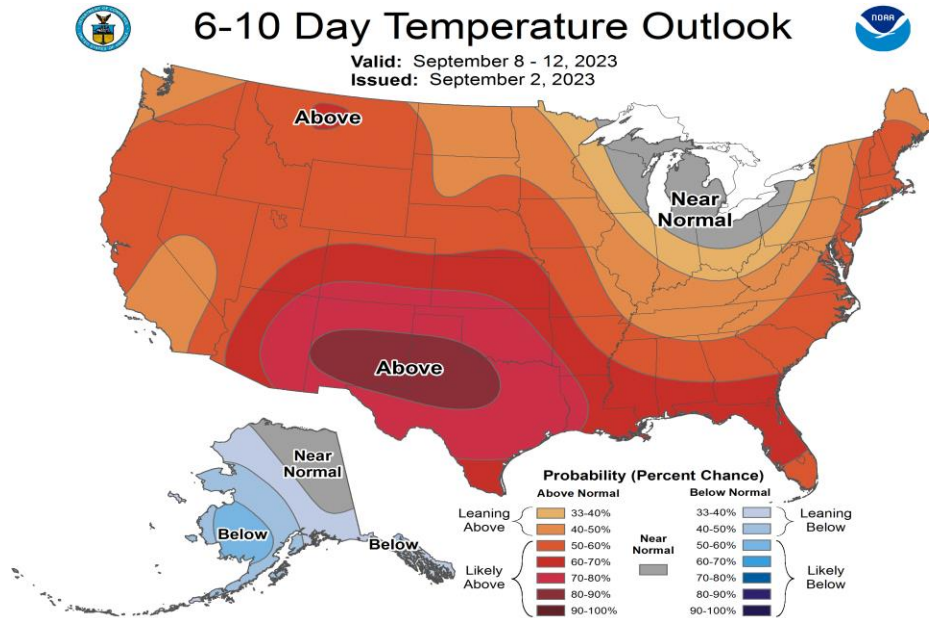 6-10 Day Temperature Outlook
NOAA
Valid: September 8 - 12, 2023
Issued: September 2, 2023
Above
Near
Normal
Above
Near
Normal
Below
Below
Probability (Percent Chance)
Above Normal
Below Normal
Leaning
Above
Likely
Above
33-40%
40-50%
50-60%
60-70%
70-80%
80-90%
90-100%
Near
Normal
33-40%
40-50%
50-60%
60-70%
70-80%
80-90%
90-100%
Leaning
Below
Likely
Below